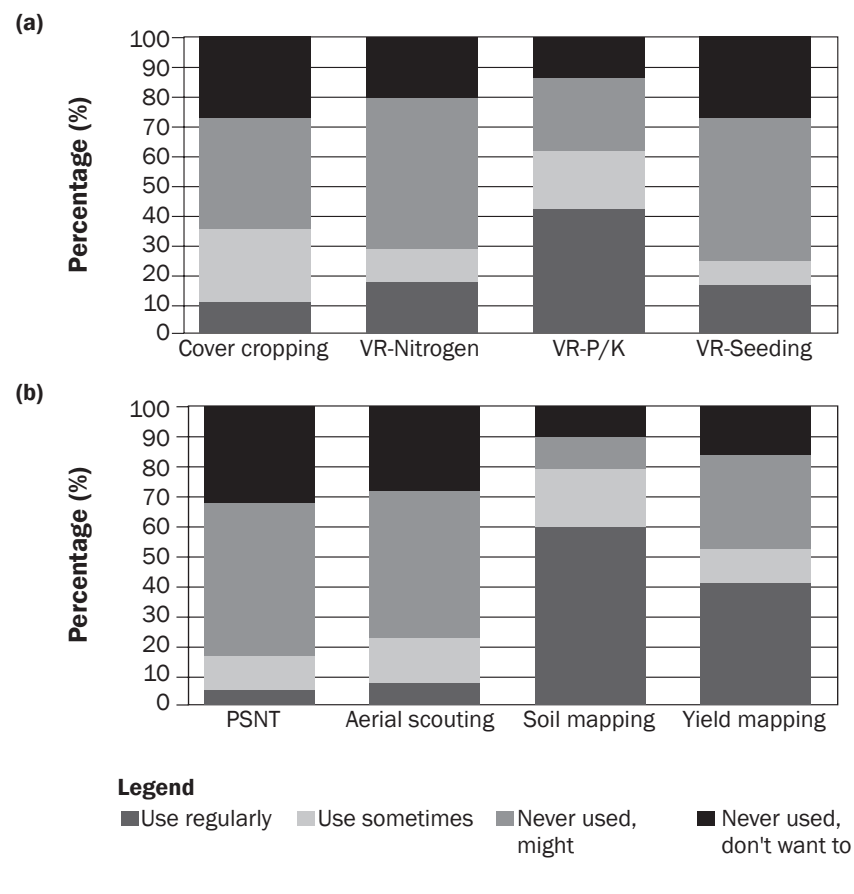 (a)
Percentage (%)
100
90
80
70
60
50
40
30
20
10
0
Cover cropping VR-Nitrogen VR-P/K VR-Seeding
(b)
Percentage (%)
100
90
80
70
60
50
40
30
20
10
0
PSNT Aerial scouting Soil mapping Yield mapping
Legend
Use regularly Use sometimes Never used, Never used,
might don't want to